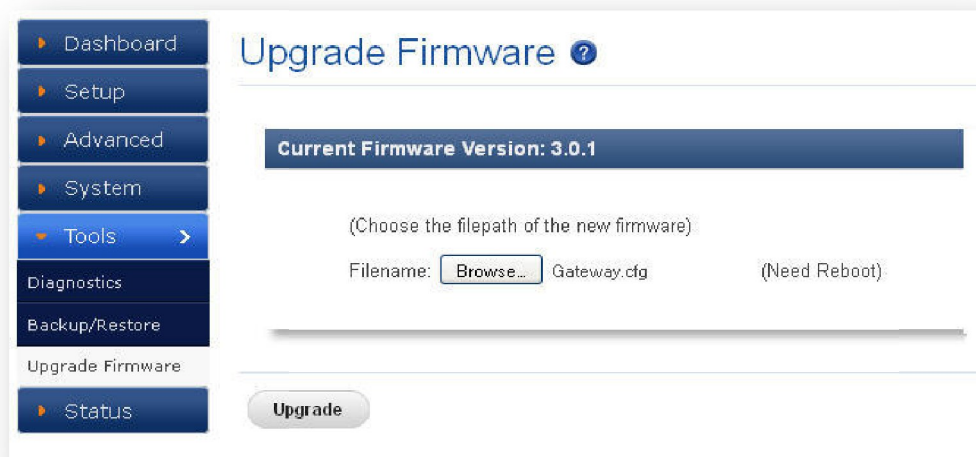 Dashboard
Setup
Advanced
System
Tools
Diagnostics
Backup/Restore
Upgrade Firmware
Status
Upgrade Firmware ?
Current Firmware Version: 3.0.1
(Choose the filepath of the new firmware)
Filename: Browse... Gateway.cfg (Need Reboot)
Upgrade